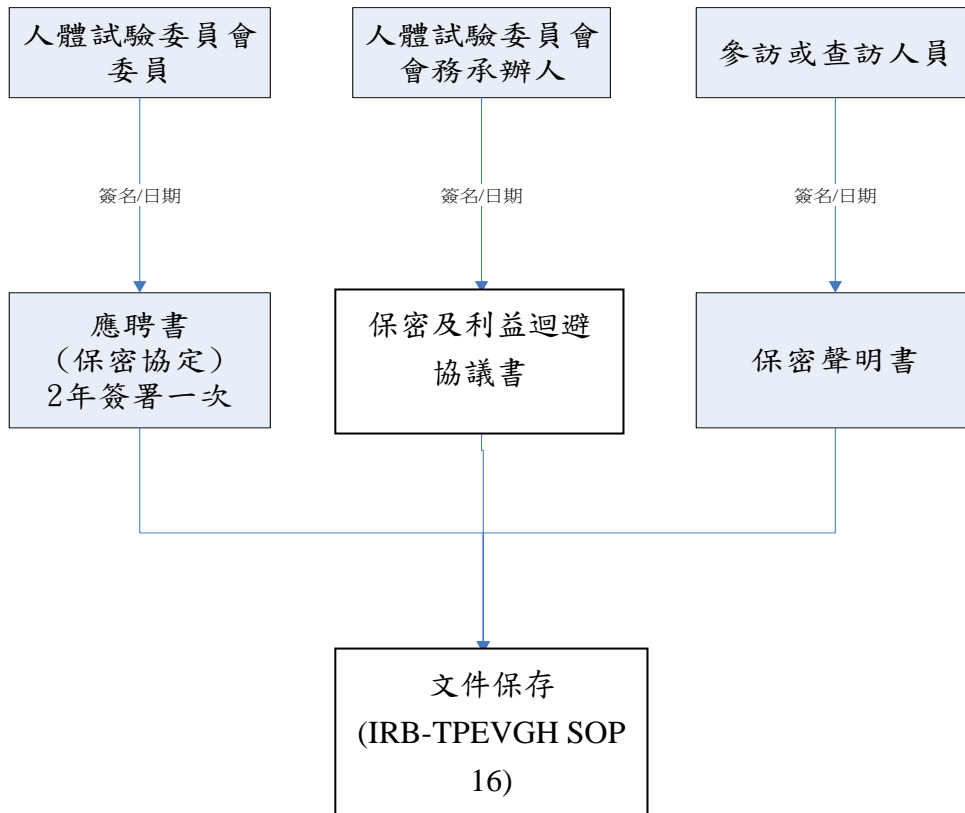 人體試驗委員會
委員
人體試驗委員會
會務承辦人
參訪或查訪人員
簽名/日期
簽名/日期
簽名/日期
應聘書
（保密協定）
2年簽署一次
保密及利益迴避
協議書
保密聲明書
文件保存
(IRB-TPEVGH SOP
16)